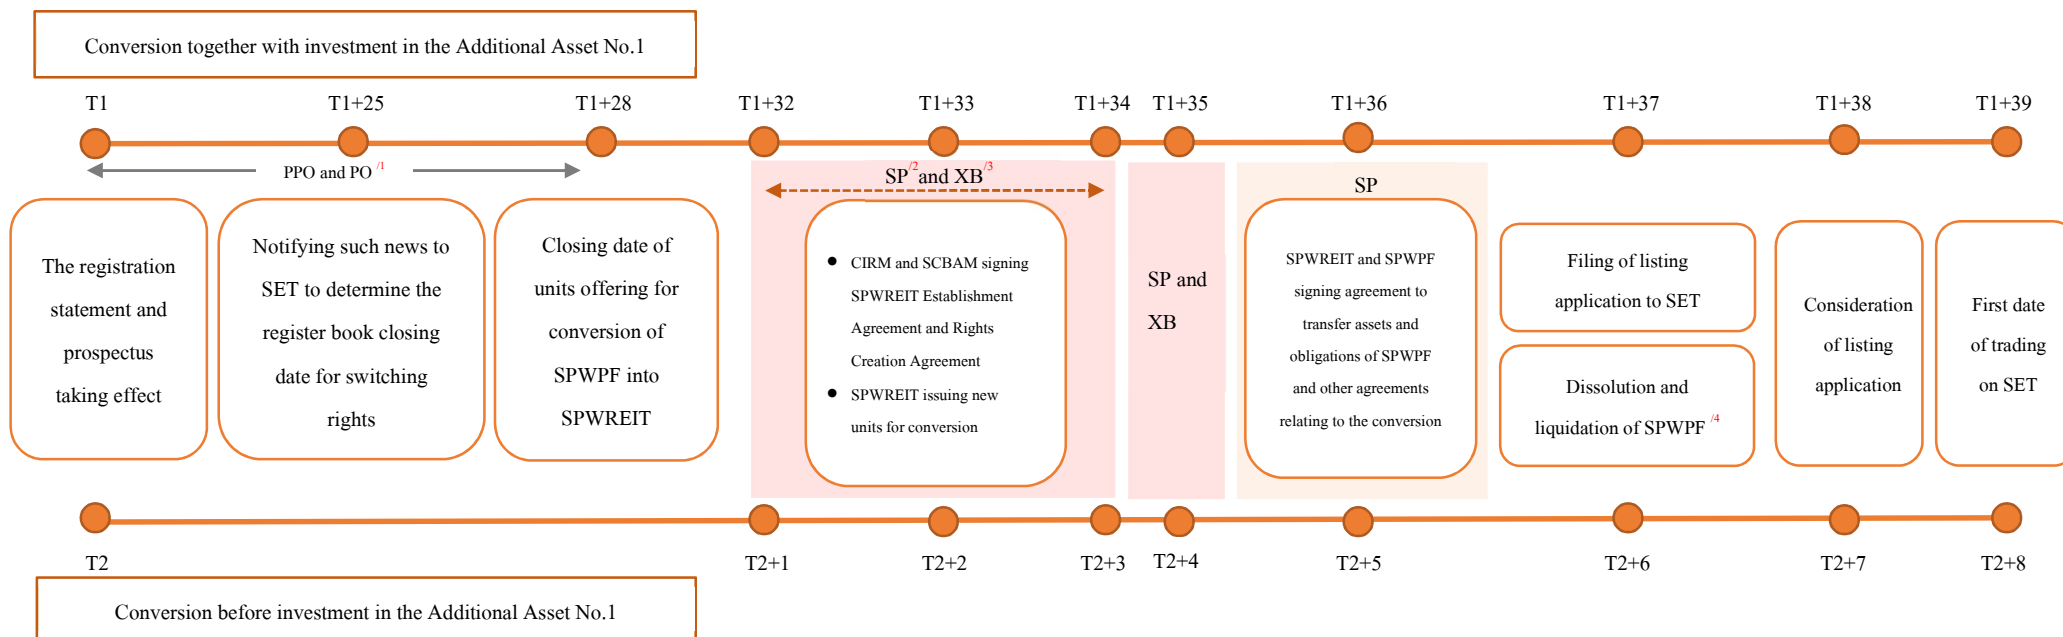 Conversion together with investment in the Additional Asset No.1
T1 T1+25 T1+28 T1+32 T1+33 T1+34 T1+35 T1+36 T1+37 T1+38 T1+39
PPO and PO /1
SP/2 and XB/3
SP
The registration
statement and
prospectus
taking effect
Notifying such news to
SET to determine the
register book closing
date for switching
rights
Closing date of
units offering for
conversion of
SPWPF into
SPWREIT
● CIRM and SCBAM signing
SPWREIT Establishment
Agreement and Rights
Creation Agreement
● SPWREIT issuing new
units for conversion
SP and
XB
SPWREIT and SPWPF
signing agreement to
transfer assets and
obligations of SPWPF
and other agreements
relating to the conversion
Filing of listing
application to SET
Dissolution and
liquidation of SPWPF /4
Consideration
of listing
application
First date
of trading
on SET
T2 T2+1 T2+2 T2+3 T2+4 T2+5 T2+6 T2+7 T2+8
Conversion before investment in the Additional Asset No.1